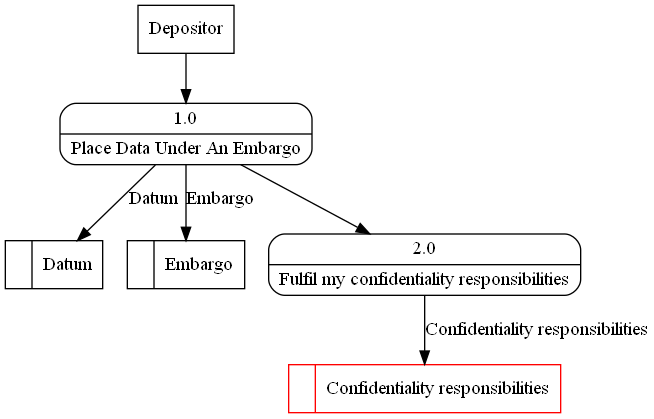 Depositor
1.0
Place Data Under An Embargo
Datum
Embargo
Datum
Embargo
2.0
Fulfil my confidentiality responsibilities
Confidentiality responsibilities
Confidentiality responsibilities